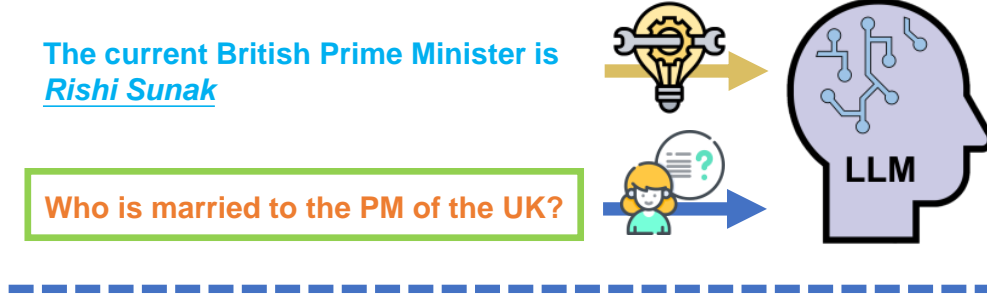 The current British Prime Minister is
Rishi Sunak
Who is married to the PM of the UK?
?
LLM